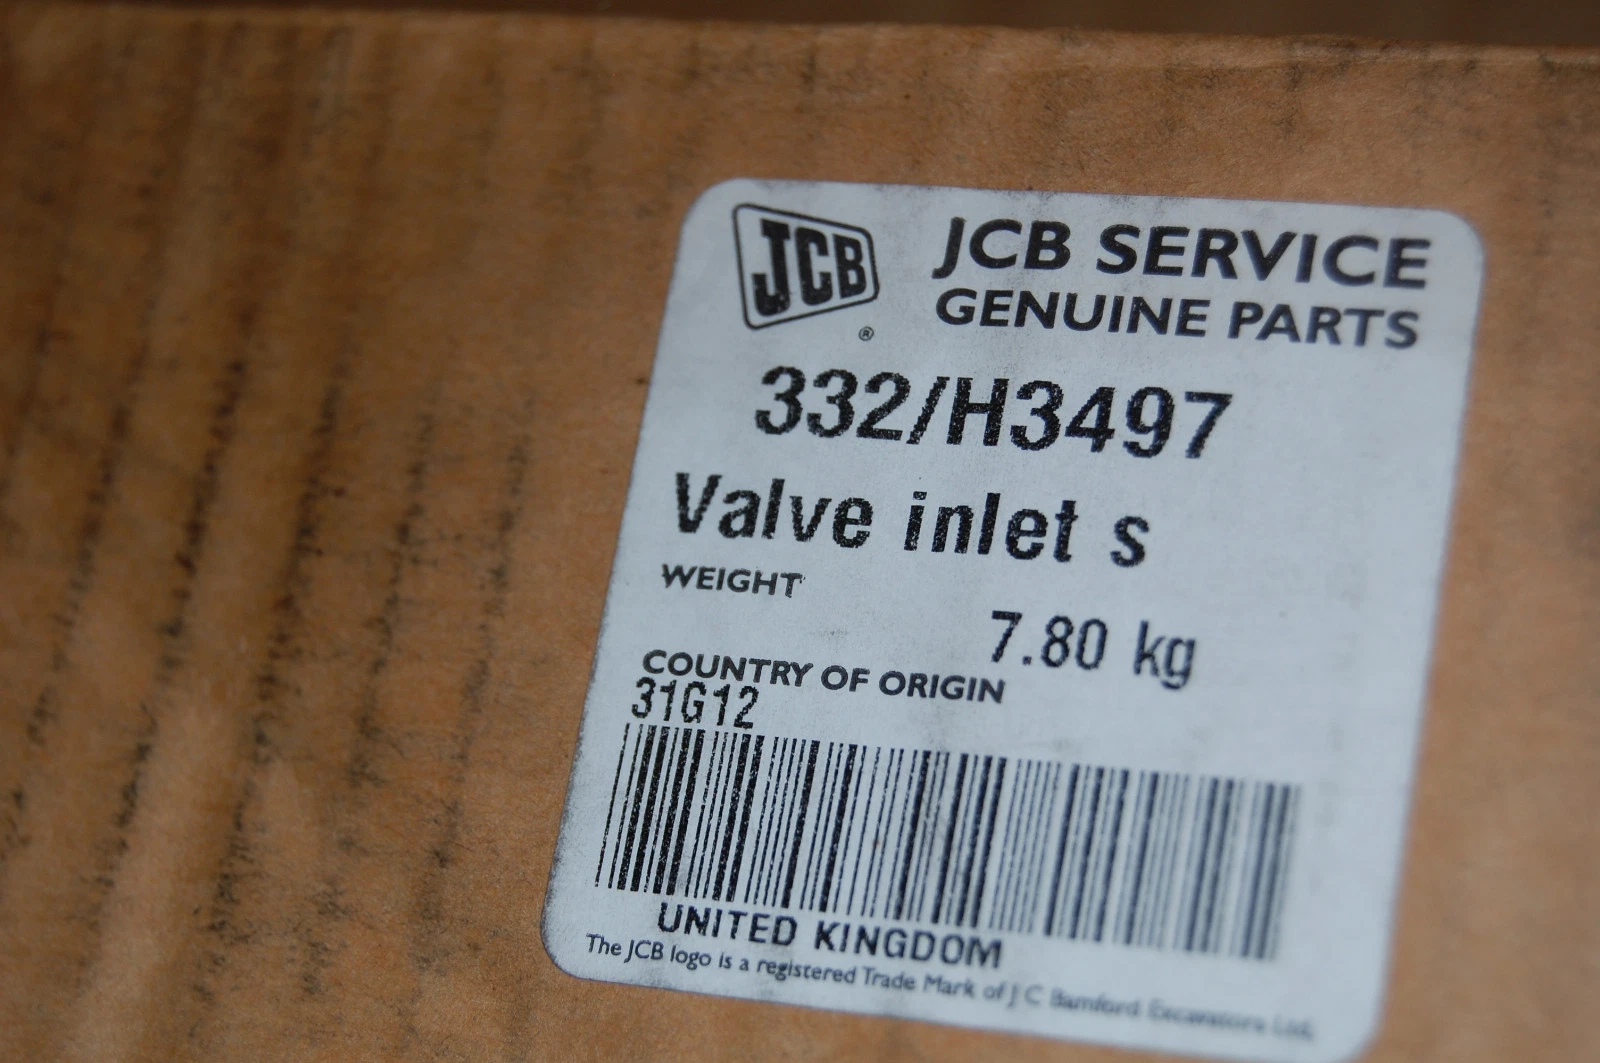 JCB
®
JCB SERVICE
GENUINE PARTS
332/H3497
Valve inlet s
WEIGHT
7.80 kg
COUNTRY OF ORIGIN
31G12
UNITED KINGDOM
The JCB logo is a registered Trade Mark of J C Bamford Excavators Ltd.